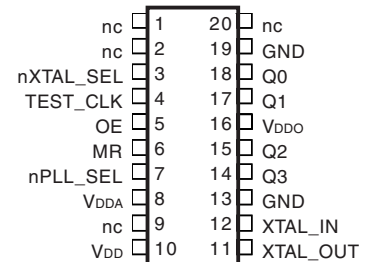 nc 1 20 nc
nc 2 19 GND
nXTAL_SEL 3 18 Q0
TEST_CLK 4 17 Q1
OE 5 16 VDDO
MR 6 15 Q2
nPLL_SEL 7 14 Q3
VDDA 8 13 GND
nc 9 12 XTAL_IN
VDD 10 11 XTAL_OUT